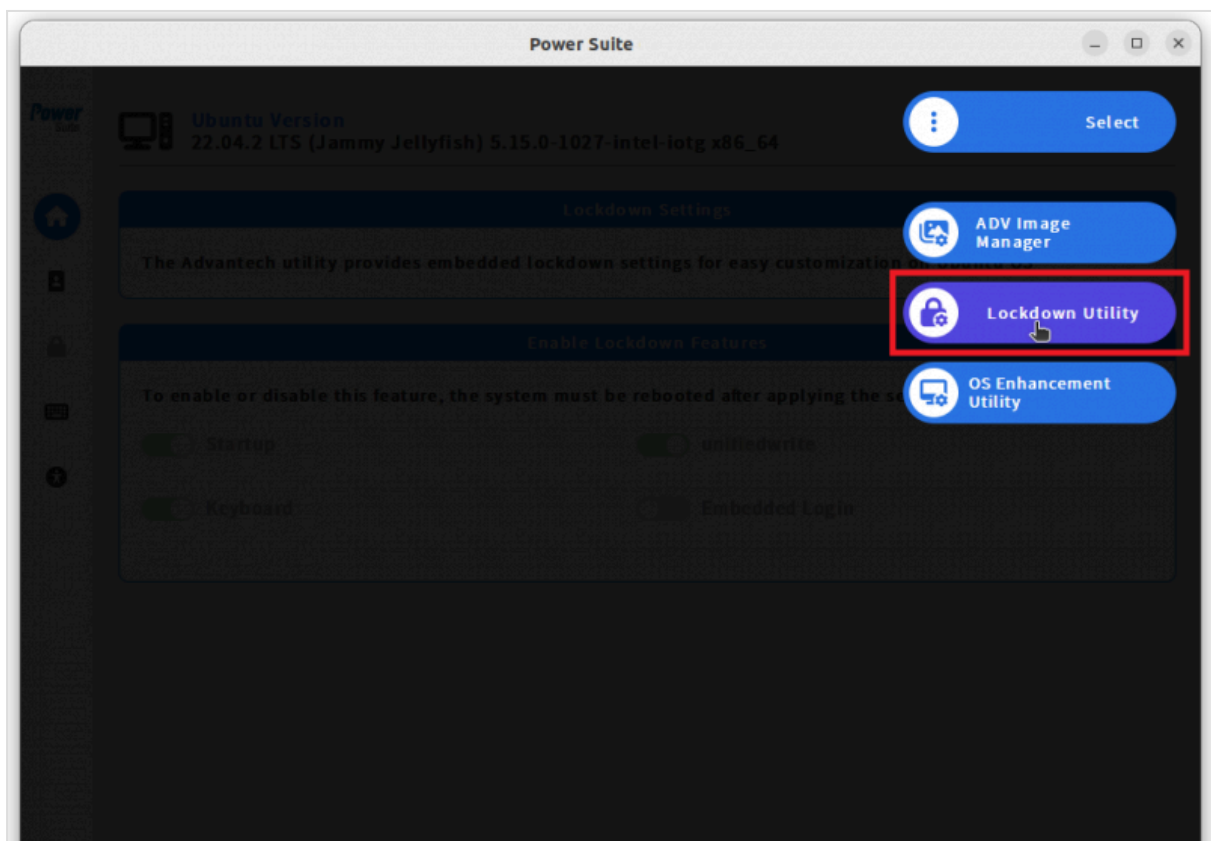 Power Suite
Power
Suite
Ubuntu Version
22.04.2 LTS (Jammy Jellyfish) 5.15.0-1027-intel-iotg x86_64
Select
Lockdown Settings
ADV Image
Manager
The Advantech utility provides embedded lockdown settings for easy customization on Ubuntu OS
Lockdown Utility
Enable Lockdown Features
To enable or disable this feature, the system must be rebooted after applying the
OS Enhancement
Utility
Startup
unifiedwrite
Keyboard
Embedded Login